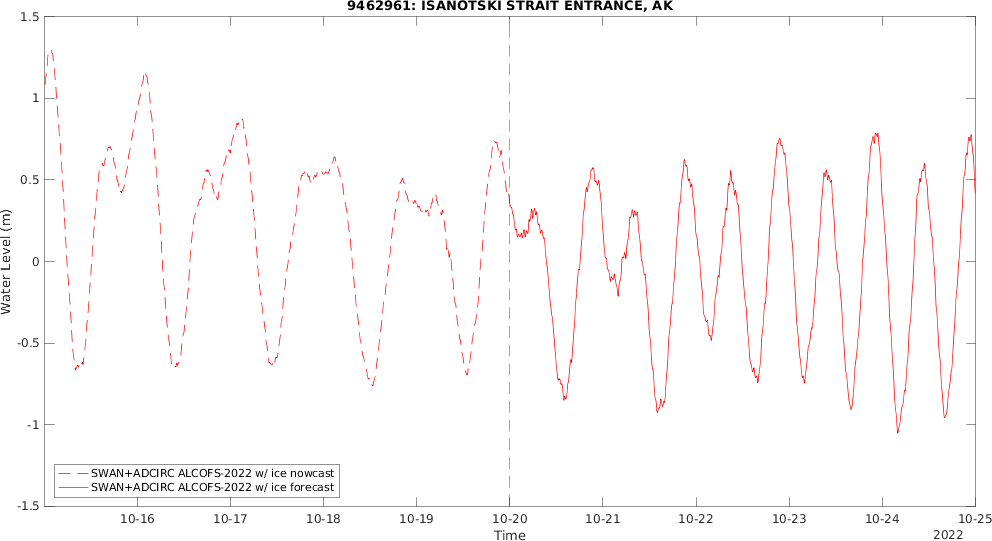 9462961: ISANOTSKI STRAIT ENTRANCE, AK
1.5
1
0.5
0
-0.5
-1
-1.5
Water Level (m)
SWAN+ADCIRC ALCOFS-2022 w/ ice nowcast
SWAN+ADCIRC ALCOFS-2022 w/ ice forecast
10-16 10-17 10-18 10-19 10-20 10-21 10-22 10-23 10-24 10-25
Time
2022